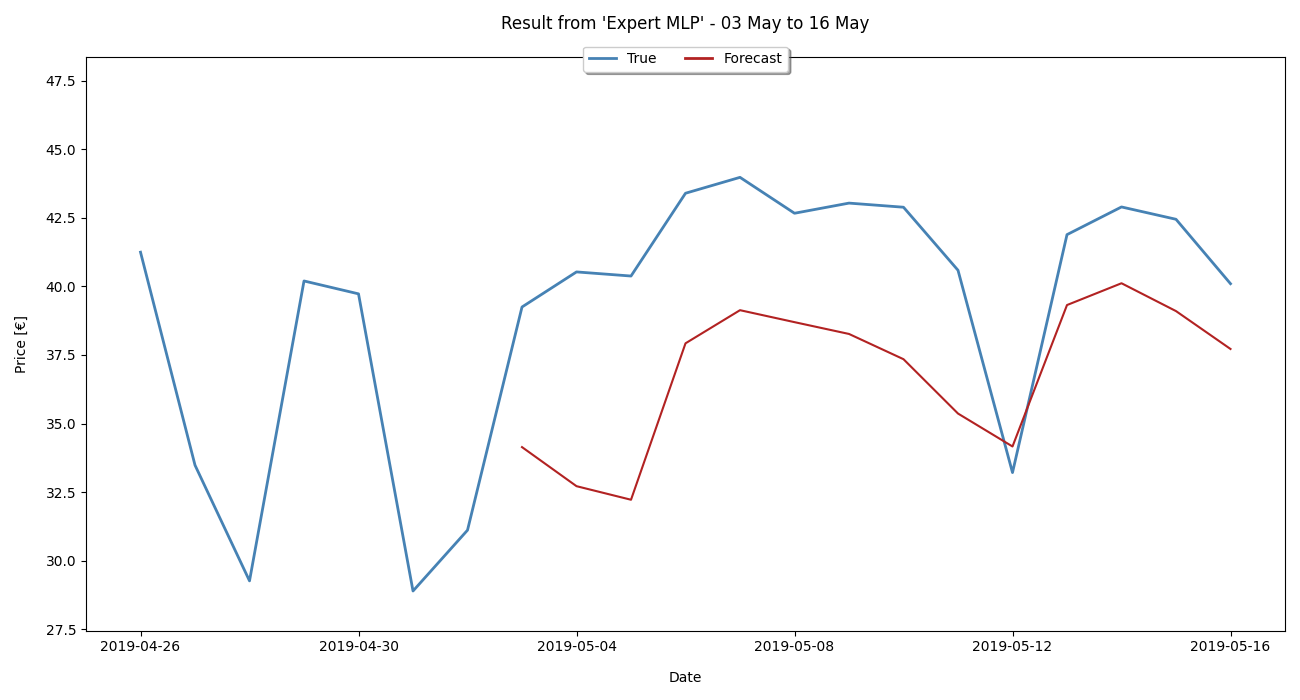 Result from 'Expert MLP' - 03 May to 16 May
True Forecast
47.5
45.0
42.5
40.0
37.5
35.0
32.5
30.0
27.5
Price [€]
2019-04-26 2019-04-30 2019-05-04 2019-05-08 2019-05-12 2019-05-16
Date